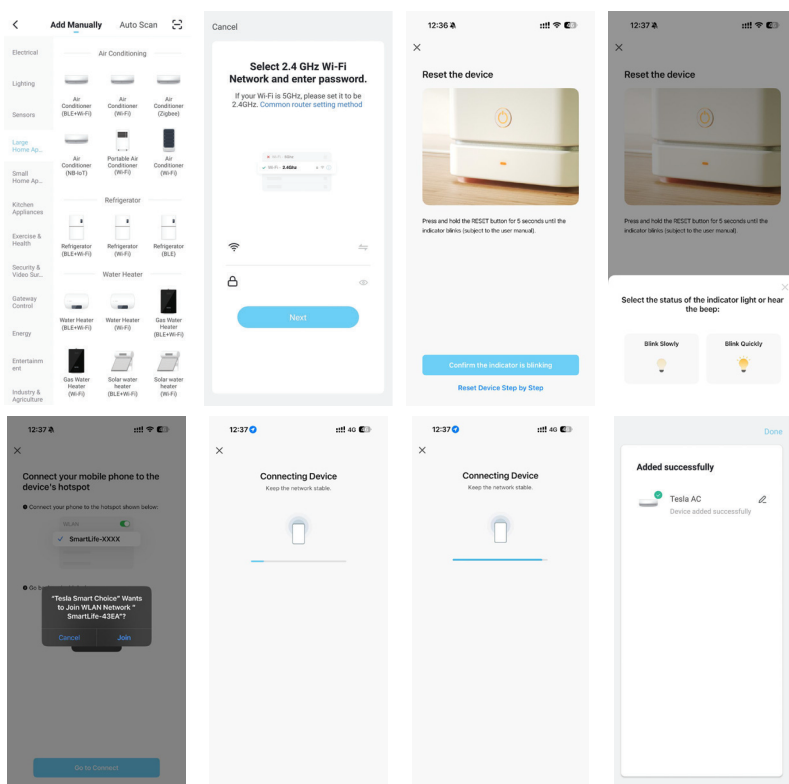 Add Manually Auto Scan
Electrical
Lighting
Sensors
Large
Home Ap...
Small
Home Ap...
Kitchen
Appliances
Exercise &
Health
Security &
Video Sur...
Gateway
Control
Energy
Entertainm
ent
Industry &
Agriculture
Air Conditioning
Air
Conditioner
(BLE+Wi-Fi)
Air
Conditioner
(Wi-Fi)
Air
Conditioner
(Zigbee)
Air
Conditioner
(NB-IoT)
Portable Air
Conditioner
(Wi-Fi)
Air
Conditioner
(Wi-Fi)
Refrigerator
Refrigerator
(BLE+Wi-Fi)
Refrigerator
(Wi-Fi)
Refrigerator
(BLE)
Water Heater
Water Heater
(BLE+Wi-Fi)
Water Heater
(Wi-Fi)
Gas Water
Heater
(BLE+Wi-Fi)
Gas Water
Heater
(Wi-Fi)
Solar water
heater
(BLE+Wi-Fi)
Solar water
heater
(Wi-Fi)
Cancel
Select 2.4 GHz Wi-Fi
Network and enter password.
If your Wi-Fi is 5GHz, please set it to be
2.4GHz. Common router setting method
Wi-Fi - 5Ghz
Wi-Fi - 2.4Ghz
Next
12:36
Reset the device
Press and hold the RESET button for 5 seconds until the
indicator blinks (subject to the user manual).
Confirm the indicator is blinking
Reset Device Step by Step
12:37
Reset the device
Press and hold the RESET button for 5 seconds until the
indicator blinks (subject to the user manual).
Select the status of the indicator light or hear
the beep:
Blink Slowly
Blink Quickly
12:37
Connect your mobile phone to the
device's hotspot
Connect your phone to the hotspot shown below:
WLAN
SmartLife-XXXX
"Tesla Smart Choice" Wants
to Join WLAN Network "
SmartLife-43EA"?
Cancel Join
Go to Connect
12:37 4G
Connecting Device
Keep the network stable.
12:37 4G
Connecting Device
Keep the network stable.
Done
Added successfully
Tesla AC
Device added successfully